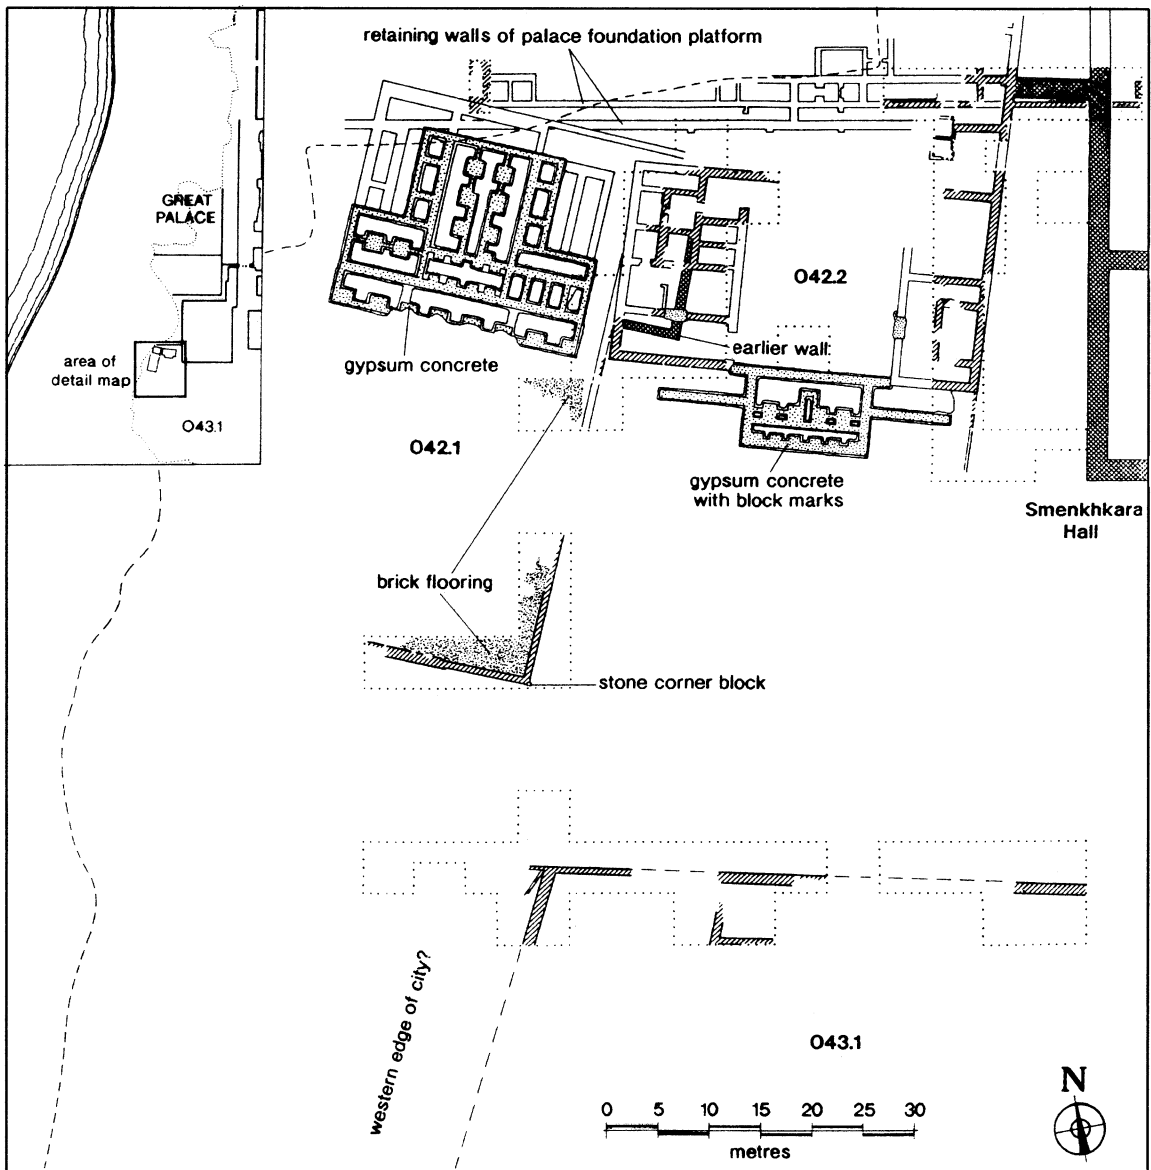 retaining walls of palace foundation platform
GREAT
PALACE
O42.2
area of
detail map
earlier wall
gypsum concrete
O43.1
O42.1
gypsum concrete
with block marks
Smenkhkara
Hall
brick flooring
stone corner block
western edge of city?
O43.1
N
0 5 10 15 20 25 30
metres